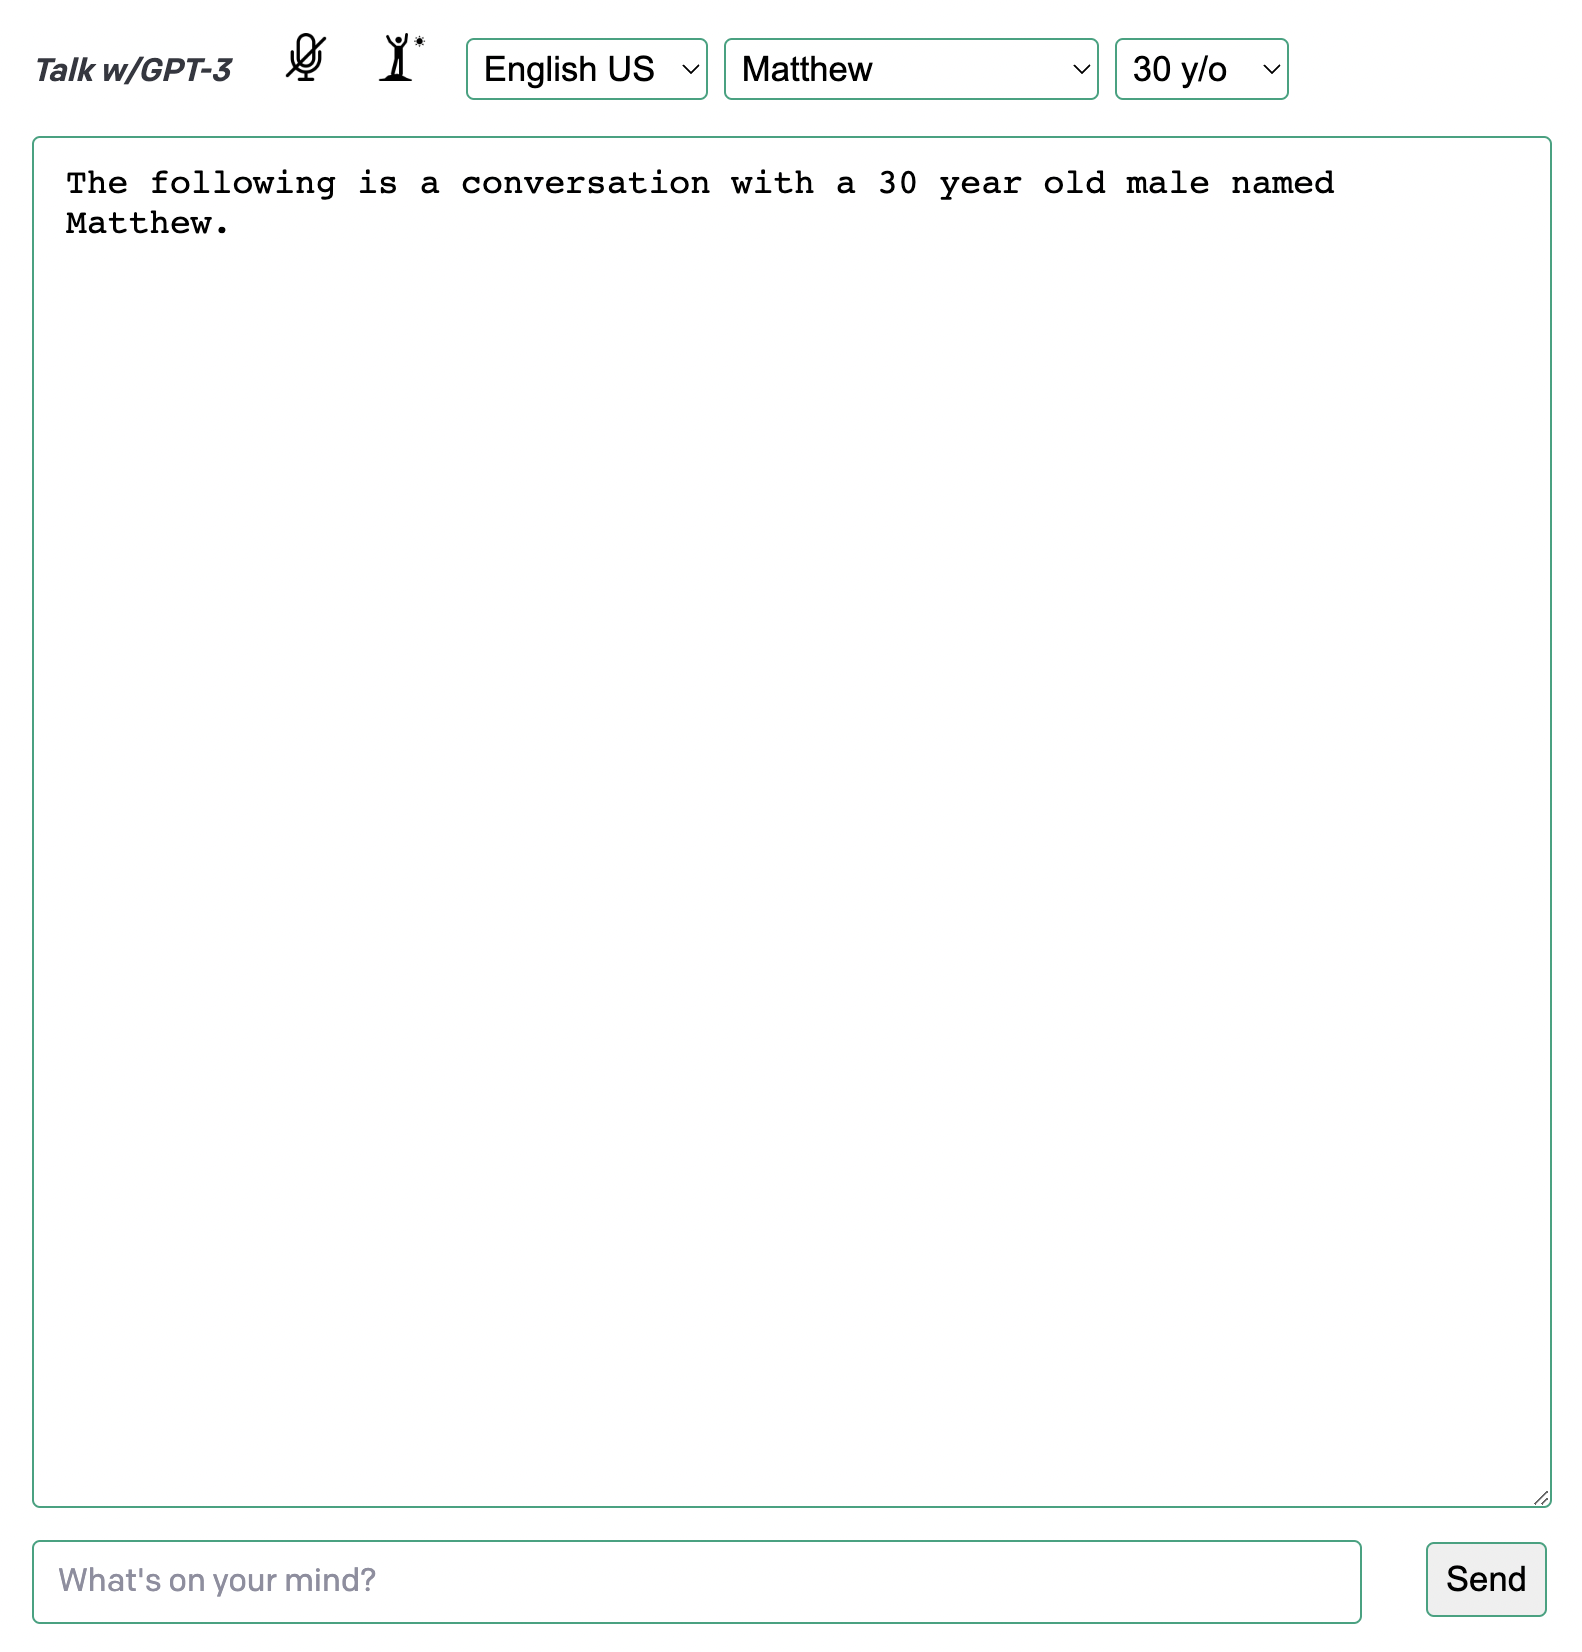 Talk w/GPT-3
English US
Matthew
30 y/o
The following is a conversation with a 30 year old male named
Matthew.
What's on your mind?
Send